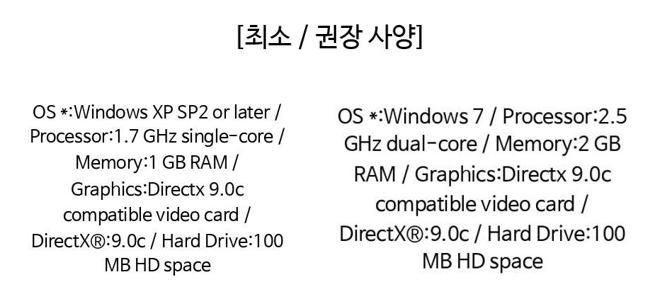 [최소 / 권장 사양]
OS *:Windows XP SP2 or later /
Processor:1.7 GHz single-core /
Memory:1 GB RAM /
Graphics:Directx 9.0c
compatible video card /
DirectX®:9.0c / Hard Drive:100
MB HD space
OS *:Windows 7 / Processor:2.5
GHz dual-core / Memory:2 GB
RAM / Graphics:Directx 9.0c
compatible video card /
DirectX®:9.0c / Hard Drive:100
MB HD space